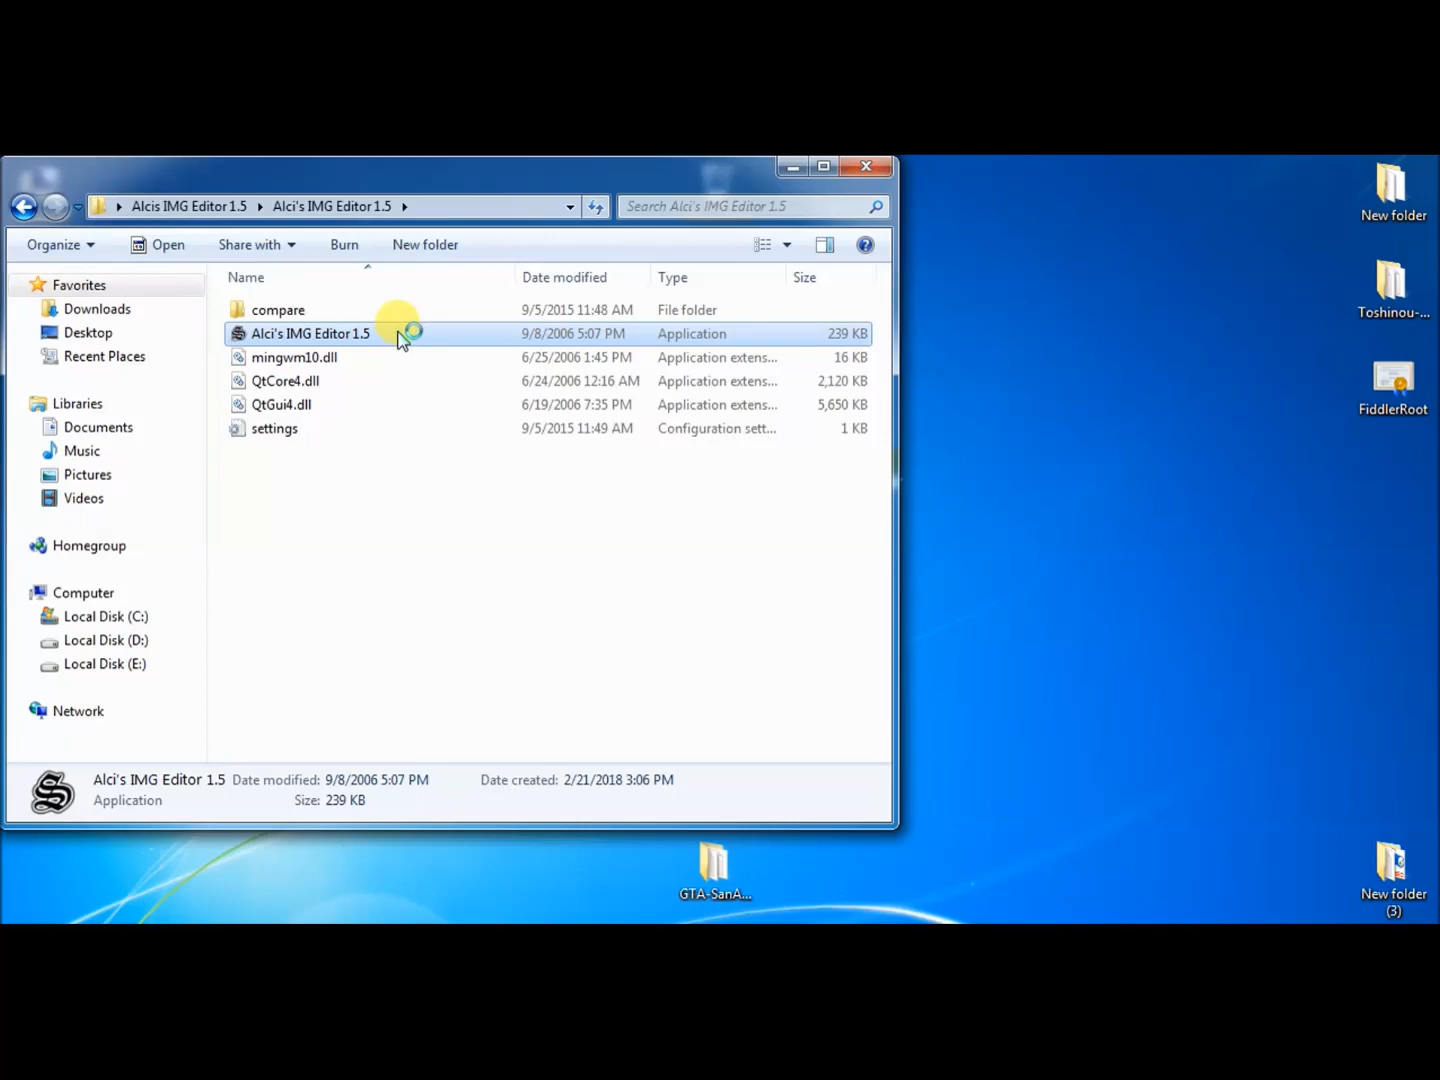 Alcis IMG Editor 1.5 Alci's IMG Editor 1.5 Search Alci's IMG Editor 1.5
Organize Open Share with Burn New folder
Name Date modified Type Size
Favorites
Downloads
Desktop
Recent Places
Libraries
Documents
Music
Pictures
Videos
Homegroup
Computer
Local Disk (C:)
Local Disk (D:)
Local Disk (E:)
Network
compare 9/5/2015 11:48 AM File folder
Alci's IMG Editor 1.5 9/8/2006 5:07 PM Application 239 KB
mingwm10.dll 6/25/2006 1:45 PM Application extens... 16 KB
QtCore4.dll 6/24/2006 12:16 AM Application extens... 2,120 KB
QtGui4.dll 6/19/2006 7:35 PM Application extens... 5,650 KB
settings 9/5/2015 11:49 AM Configuration sett... 1 KB
Alci's IMG Editor 1.5 Date modified: 9/8/2006 5:07 PM Date created: 2/21/2018 3:06 PM
Application Size: 239 KB
New folder
Toshinou-...
FiddlerRoot
GTA-SanA...
New folder
(3)